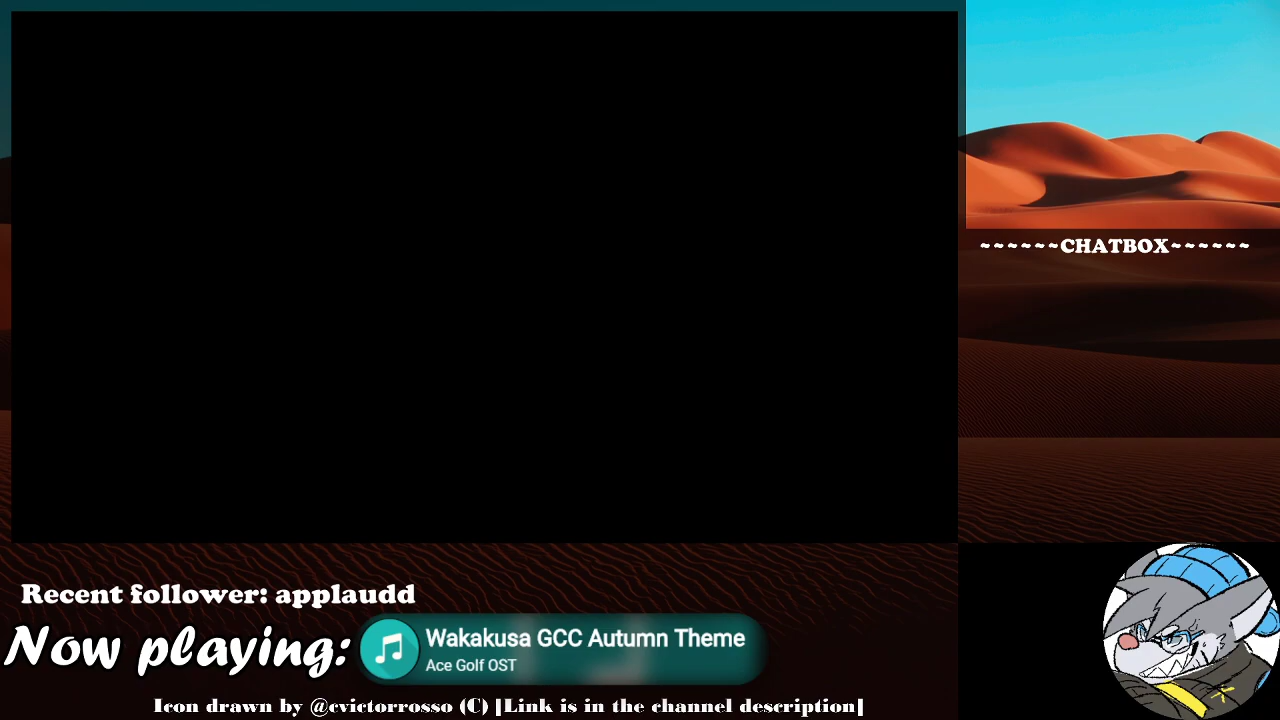 ~~~~~~CHATBOX~~~~~~
Recent follower: applaudd
Now playing:
Wakakusa GCC Autumn Theme
Ace Golf OST
Icon drawn by @cvictorrosso (C) [Link is in the channel description]